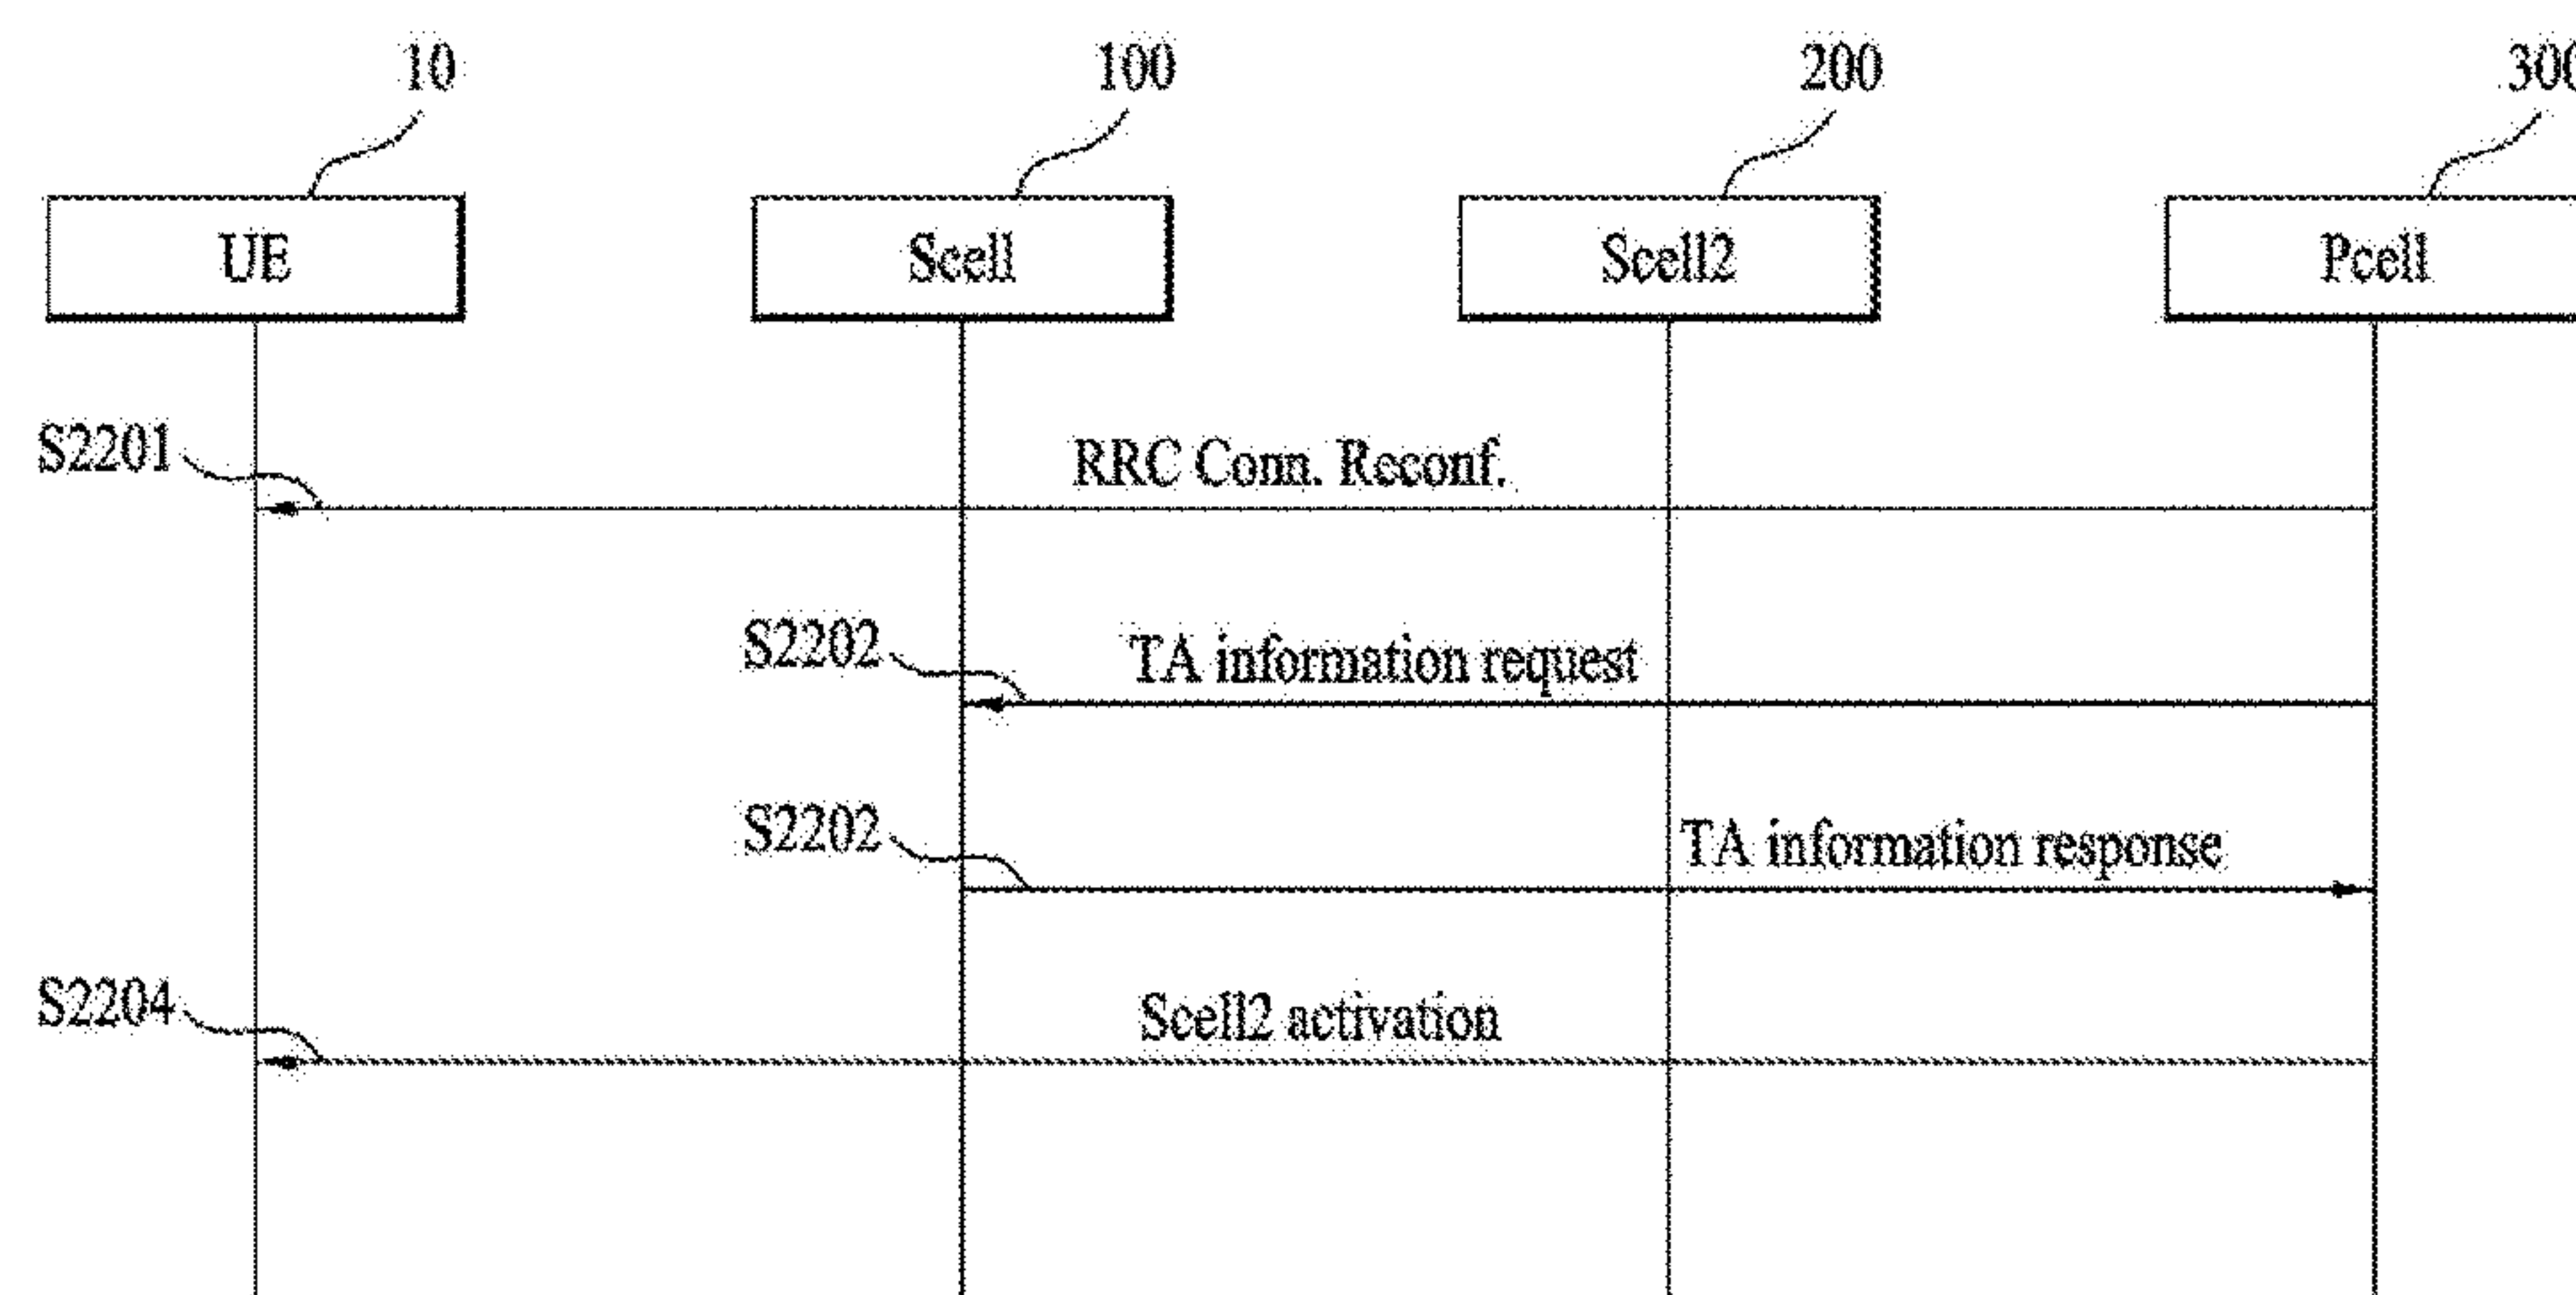 10
100
200
300
UE
Scell
Scell2
Pcell
S2201
RRC Conn. Reconf.
S2202
TA information request
S2202
TA information response
S2204
Scell2 activation